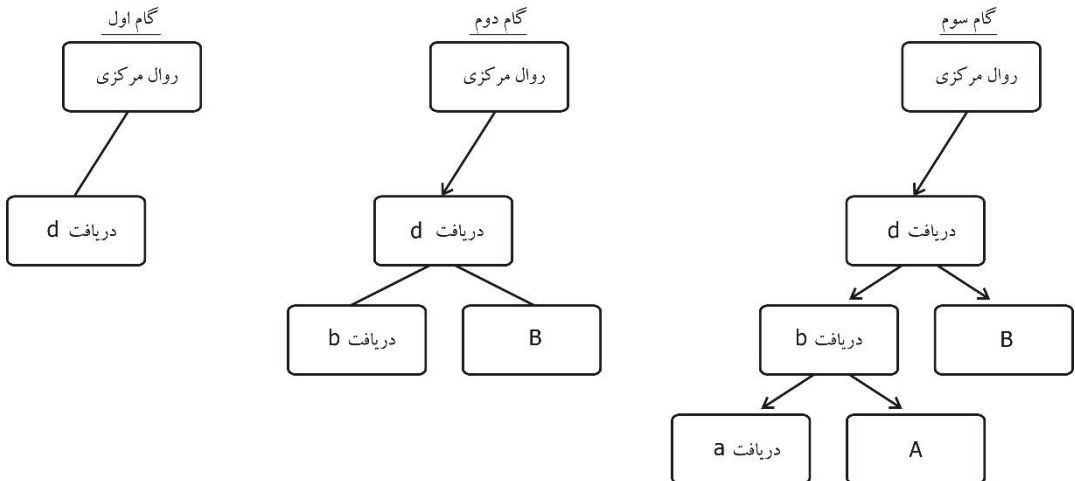 گام اول
روال مرکزی
دریافت d
گام دوم
روال مرکزی
دریافت d
دریافت b
B
گام سوم
روال مرکزی
دریافت d
دریافت b
B
دریافت a
A